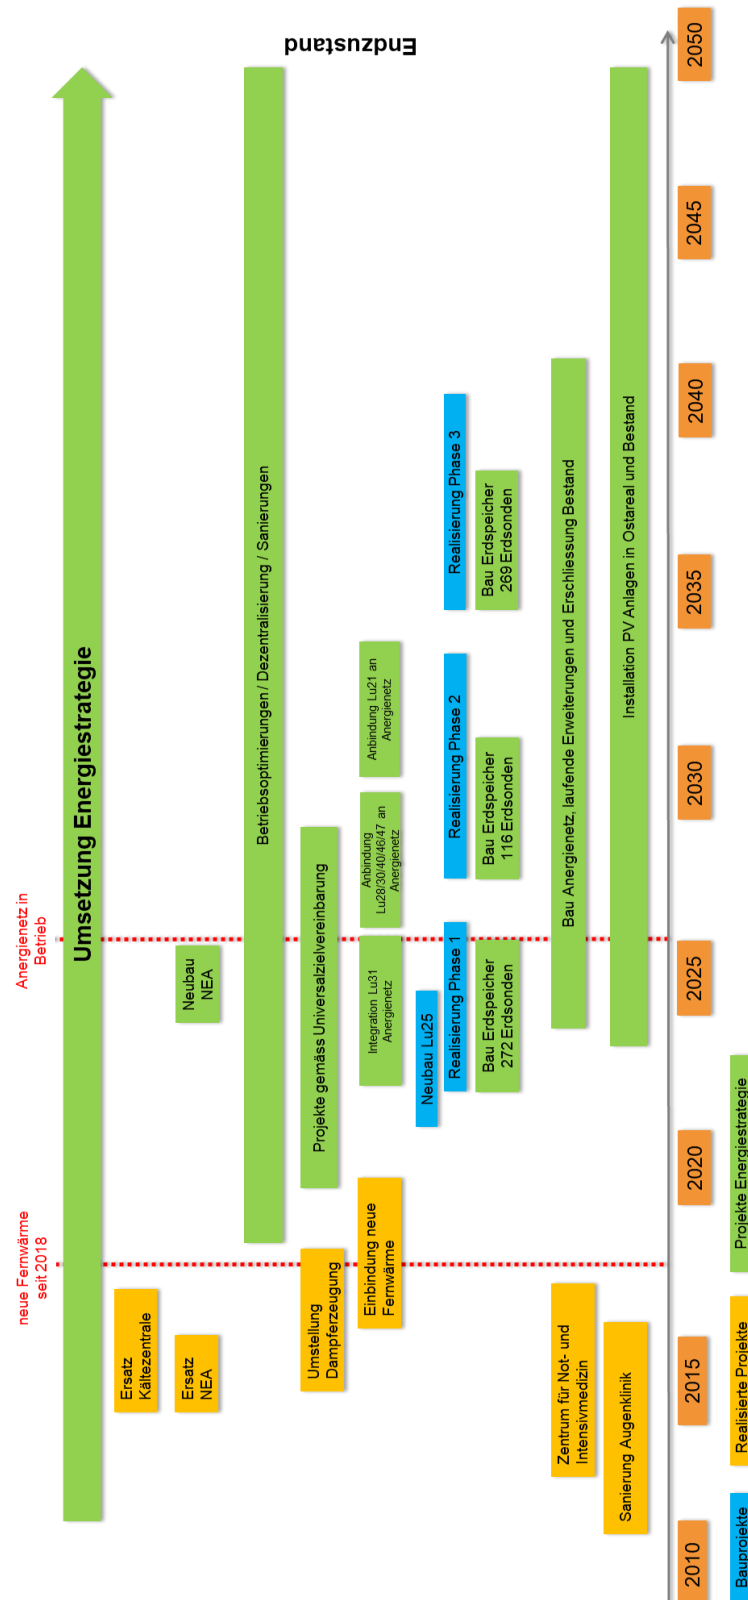 neue Fernwärme
seit 2018
Anergienetz in
Betrieb
Umsetzung Energiestrategie
Ersatz
Kältezentrale
Ersatz
NEA
Neubau
NEA
Betriebsoptimierungen / Dezentralisierung / Sanierungen
Endzustand
Umstellung
Dampferzeugung
Projekte gemäss Universalzielvereinbarung
Einbindung neue
Fernwärme
Integration Lu31
Anergienetz
Anbindung
Lu28/30/40/46/47 an
Anergienetz
Anbindung Lu21 an
Anergienetz
Neubau Lu25
Realisierung Phase 1
Realisierung Phase 2
Realisierung Phase 3
Bau Erdspeicher
272 Erdsonden
Bau Erdspeicher
116 Erdsonden
Bau Erdspeicher
269 Erdsonden
Zentrum für Not- und
Intensivmedizin
Bau Anergienetz, laufende Erweiterungen und Erschliessung Bestand
Sanierung Augenklinik
Installation PV Anlagen in Ostareal und Bestand
2010
2015
2020
2025
2030
2035
2040
2045
2050
Bauprojekte
Realisierte Projekte
Projekte Energiestrategie